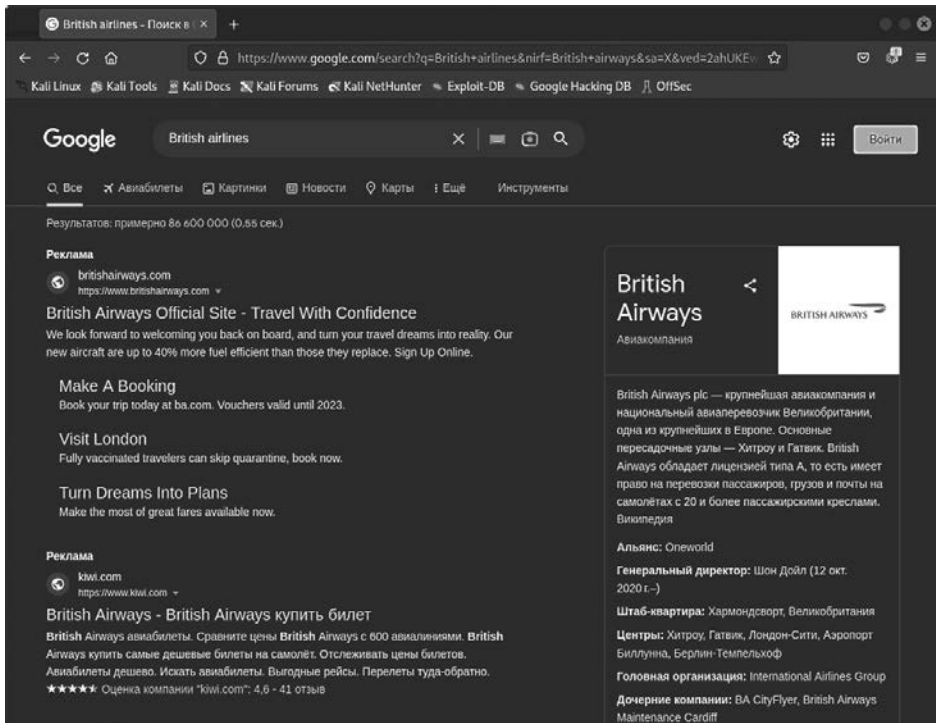 British airlines - Поиск в
https://www.google.com/search?q=British+airlines&nirf=British+airways&sa=X&ved=2ahUKEw
Kali Linux Kali Tools Kali Docs Kali Forums Kali NetHunter Exploit-DB Google Hacking DB OffSec
Google British airlines Войти
Все Авиабилеты Картинки Новости Карты Ещё Инструменты
Результатов: примерно 86 600 000 (0,55 сек.)
Реклама
britishairways.com
https://www.britishairways.com
British Airways Official Site - Travel With Confidence
We look forward to welcoming you back on board, and turn your travel dreams into reality. Our
new aircraft are up to 40% more fuel efficient than those they replace. Sign Up Online.
Make A Booking
Book your trip today at ba.com. Vouchers valid until 2023.
Visit London
Fully vaccinated travelers can skip quarantine, book now.
Turn Dreams Into Plans
Make the most of great fares available now.
Реклама
kiwi.com
https://www.kiwi.com
British Airways - British Airways купить билет
British Airways авиабилеты. Сравните цены British Airways с 600 авиалиниями. British
Airways купить самые дешевые билеты на самолёт. Отслеживать цены билетов.
Авиабилеты дешево. Искать авиабилеты. Выгодные рейсы. Перелеты туда-обратно.
★★★★★ Оценка компании "kiwi.com": 4,6 - 41 отзыв
British
Airways
Авиакомпания
BRITISH AIRWAYS
British Airways plc — крупнейшая авиакомпания и
национальный авиаперевозчик Великобритании,
одна из крупнейших в Европе. Основные
пересадочные узлы — Хитроу и Гатвик. British
Airways обладает лицензией типа А, то есть имеет
право на перевозки пассажиров, грузов и почты на
самолётах с 20 и более пассажирскими креслами.
Википедия
Альянс: Oneworld
Генеральный директор: Шон Дойл (12 окт.
2020 г.–)
Штаб-квартира: Хармондсворт, Великобритания
Центры: Хитроу, Гатвик, Лондон-Сити, Аэропорт
Биллунна, Берлин-Темпельхоф
Головная организация: International Airlines Group
Дочерние компании: BA CityFlyer, British Airways
Maintenance Cardiff